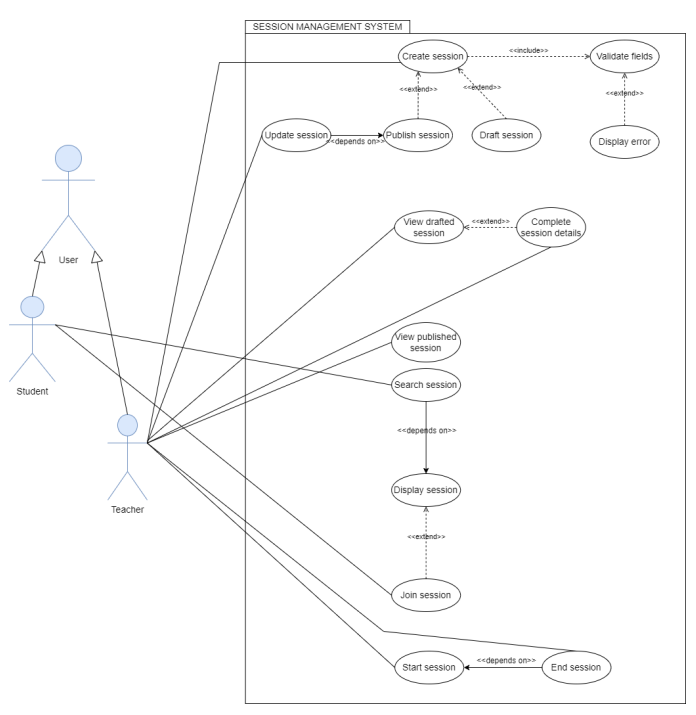 SESSION MANAGEMENT SYSTEM
Create session
<<include>>
Validate fields
<<extend>>
<<extend>>
<<extend>>
Update session
<<depends on>>
Publish session
Draft session
Display error
User
View drafted
session
<<extend>>
Complete
session details
View published
session
Student
Search session
<<depends on>>
Teacher
Display session
<<extend>>
Join session
Start session
<<depends on>>
End session